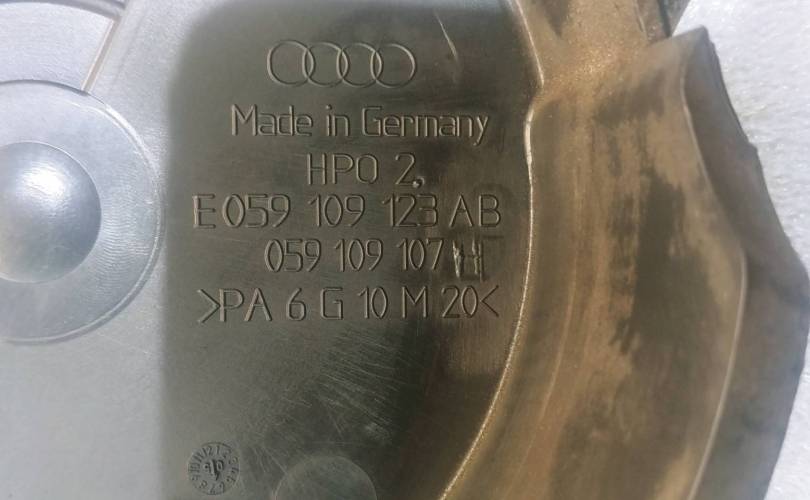 Made in Germany
HPO 2.
E 059 109 123 AB
059 109 107 H
>PA 6 G 10 M 20<